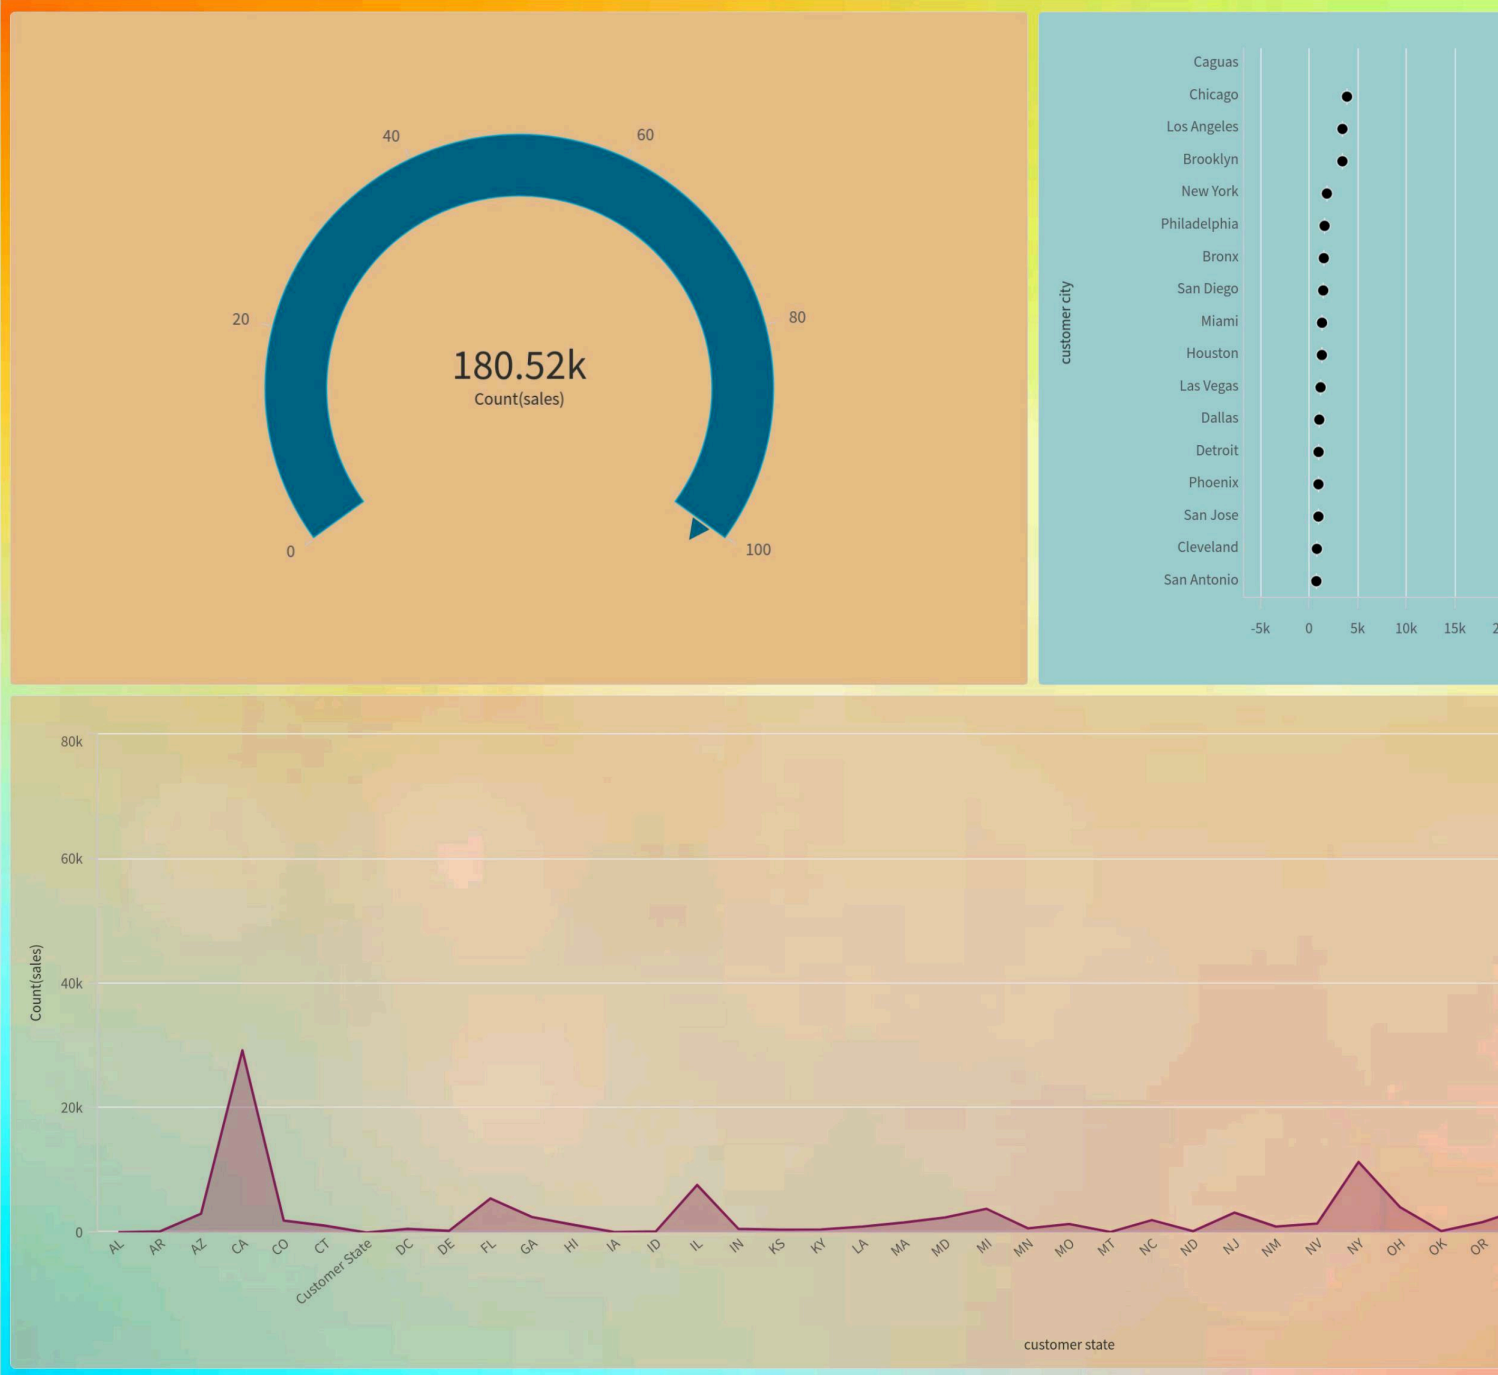 40
60
20
80
180.52k
Count(sales)
0
100
customer city
Caguas
Chicago
Los Angeles
Brooklyn
New York
Philadelphia
Bronx
San Diego
Miami
Houston
Las Vegas
Dallas
Detroit
Phoenix
San Jose
Cleveland
San Antonio
-5k 0 5k 10k 15k 2
Count(sales)
80k
60k
40k
20k
0
AL AR AZ CA CO CT Customer State DC DE FL GA HI IA ID IL IN KS KY LA MA MD MI MN MO MT NC ND NJ NM NV NY OH OK OR
customer state